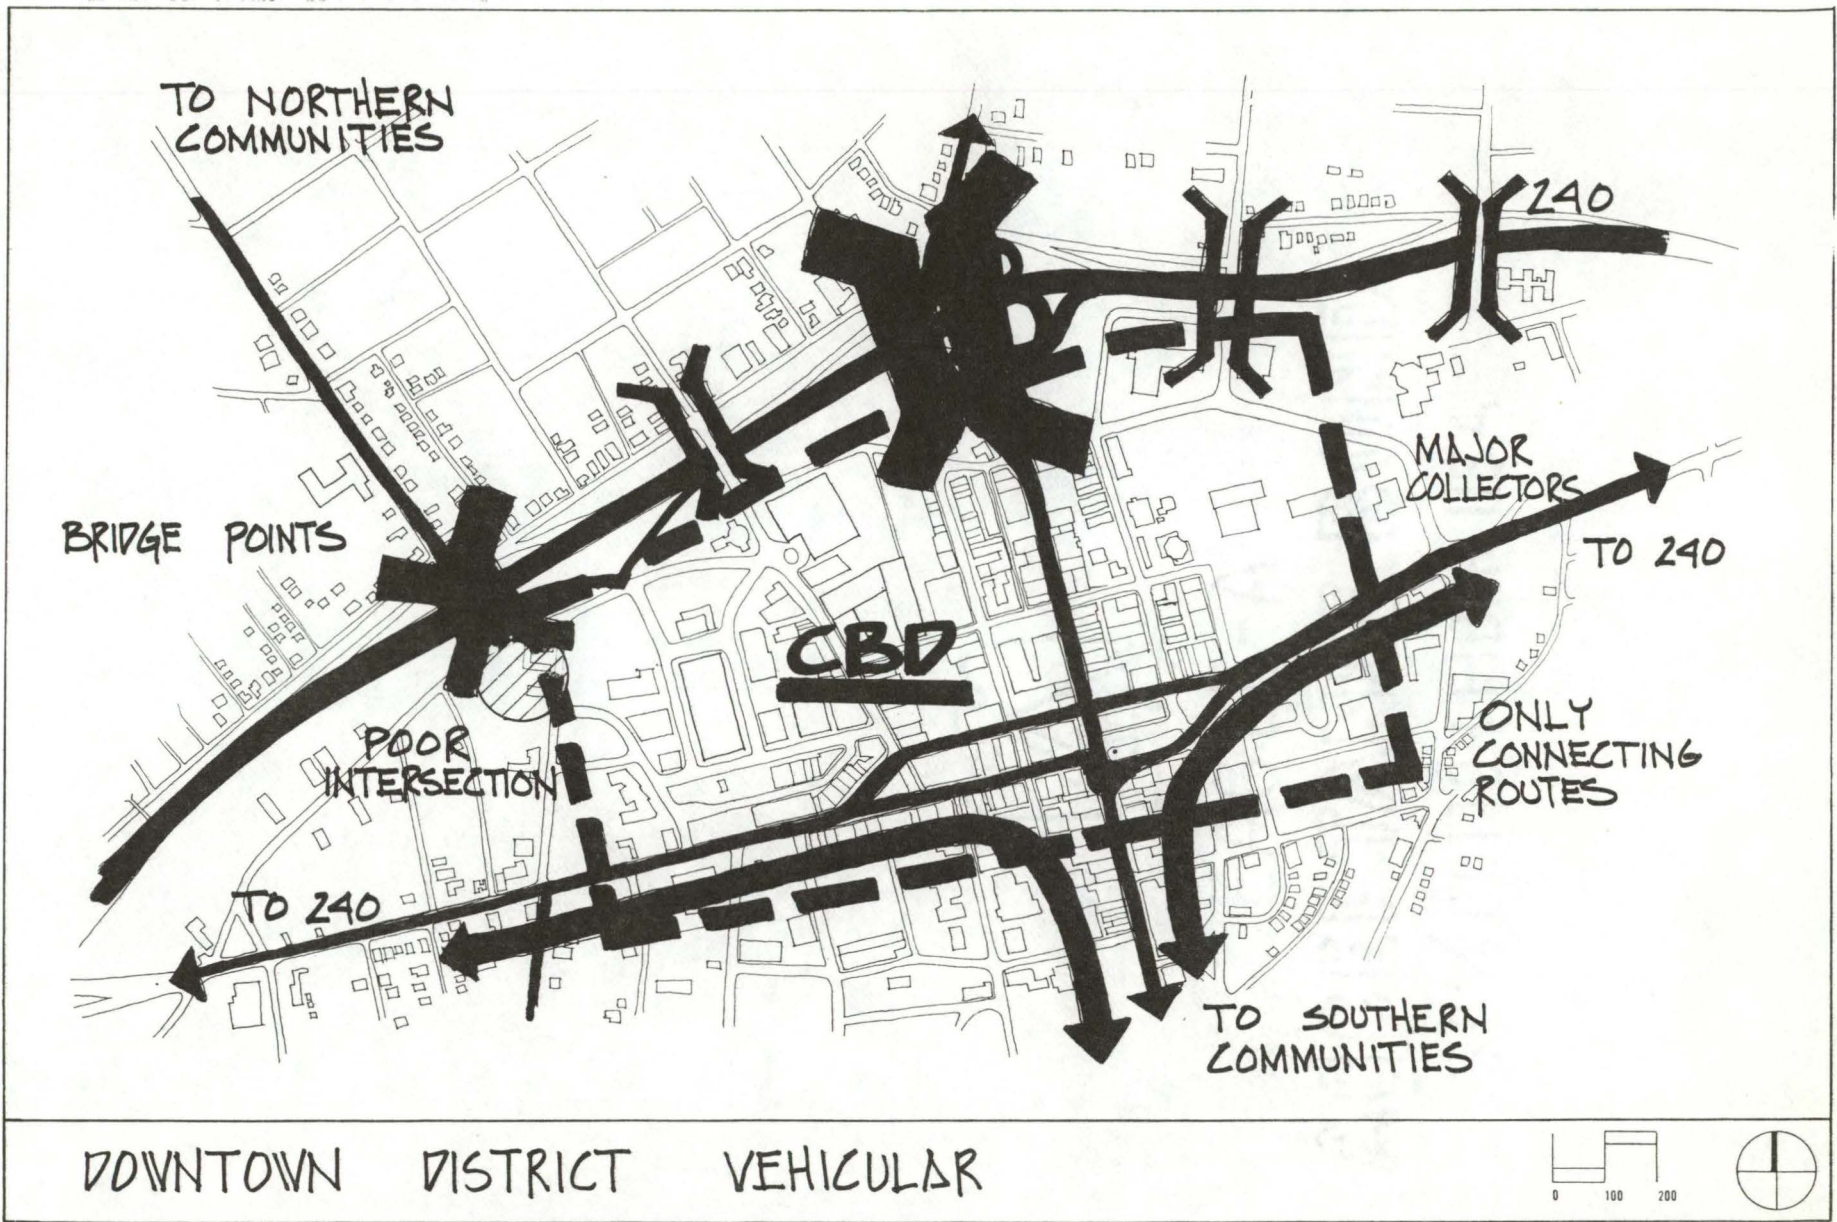 TO NORTHERN
COMMUNITIES
240
MAJOR
COLLECTORS
BRIDGE POINTS
TO 240
CBD
POOR
INTERSECTION
ONLY
CONNECTING
ROUTES
TO 240
TO SOUTHERN
COMMUNITIES
DOWNTOWN DISTRICT VEHICULAR
0 100 200